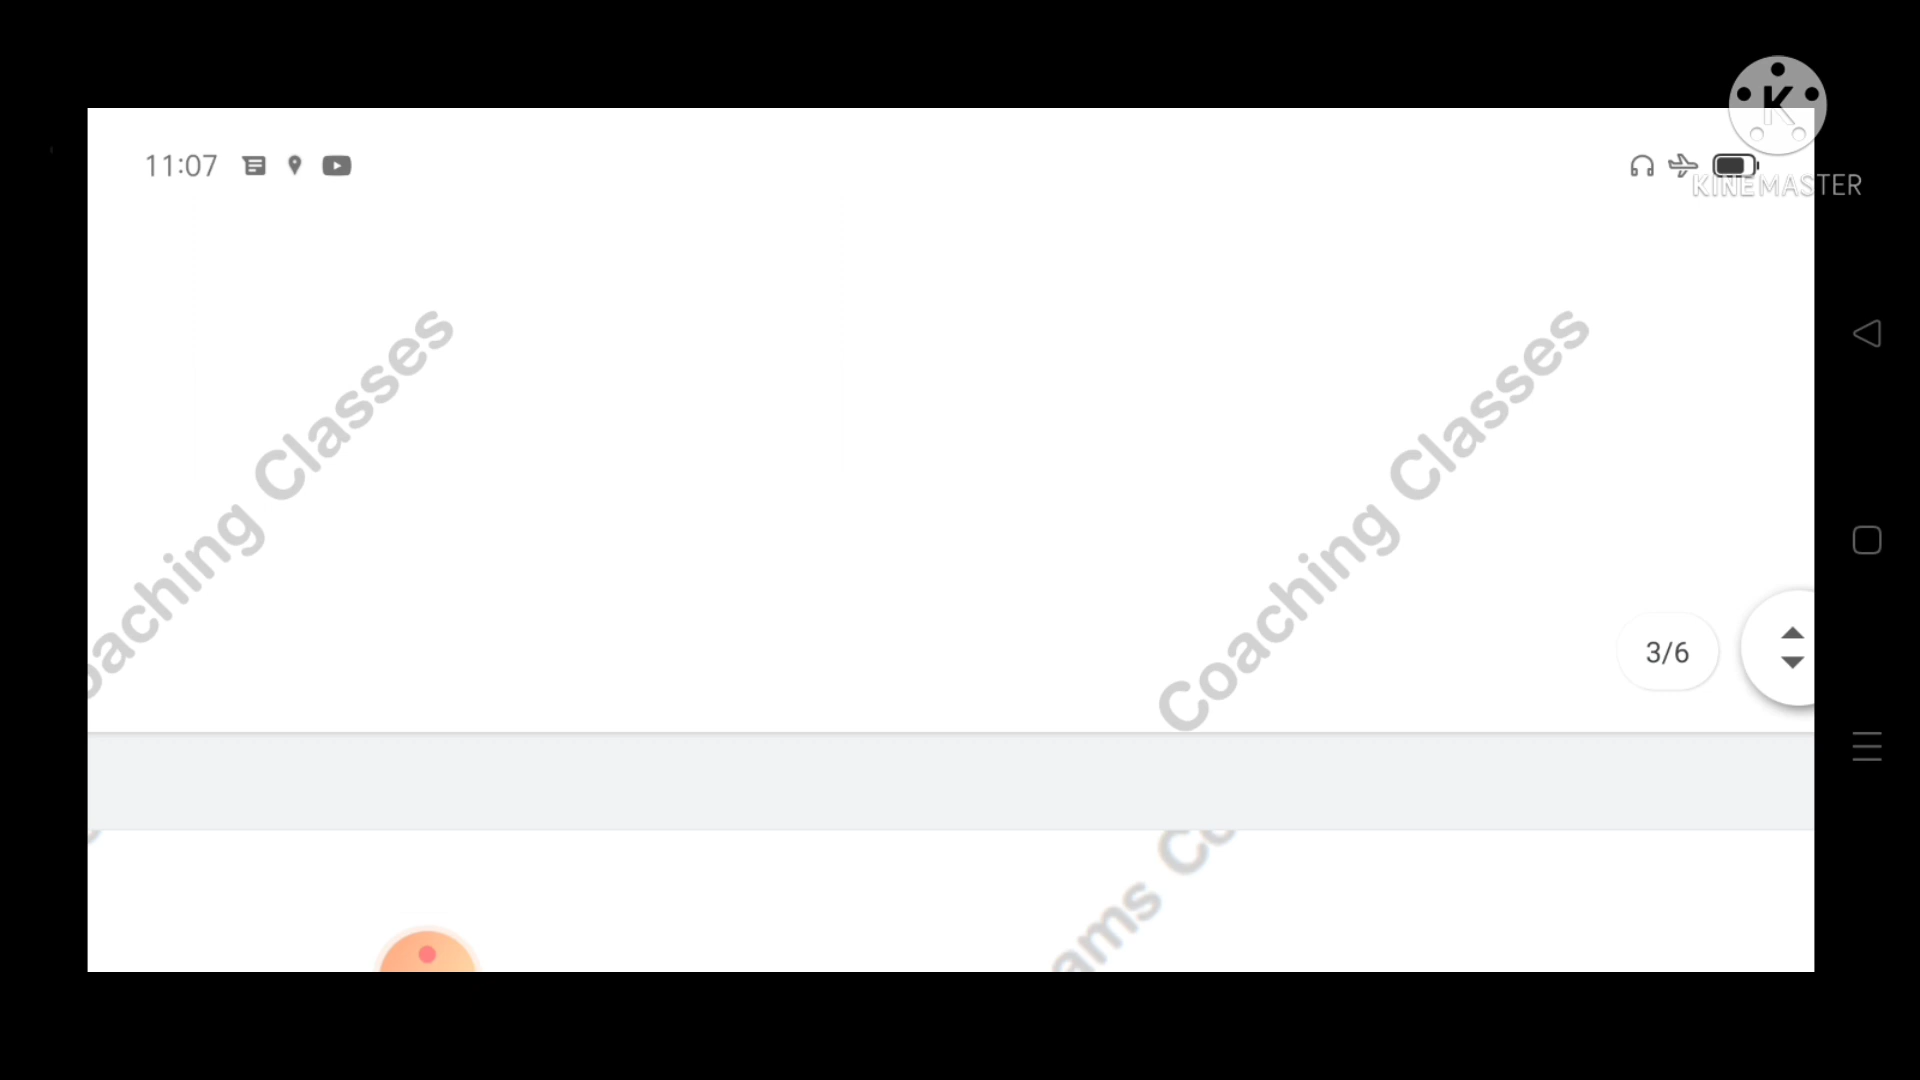 11:07
KINEMASTER
Classes
Coaching Classes
3/6